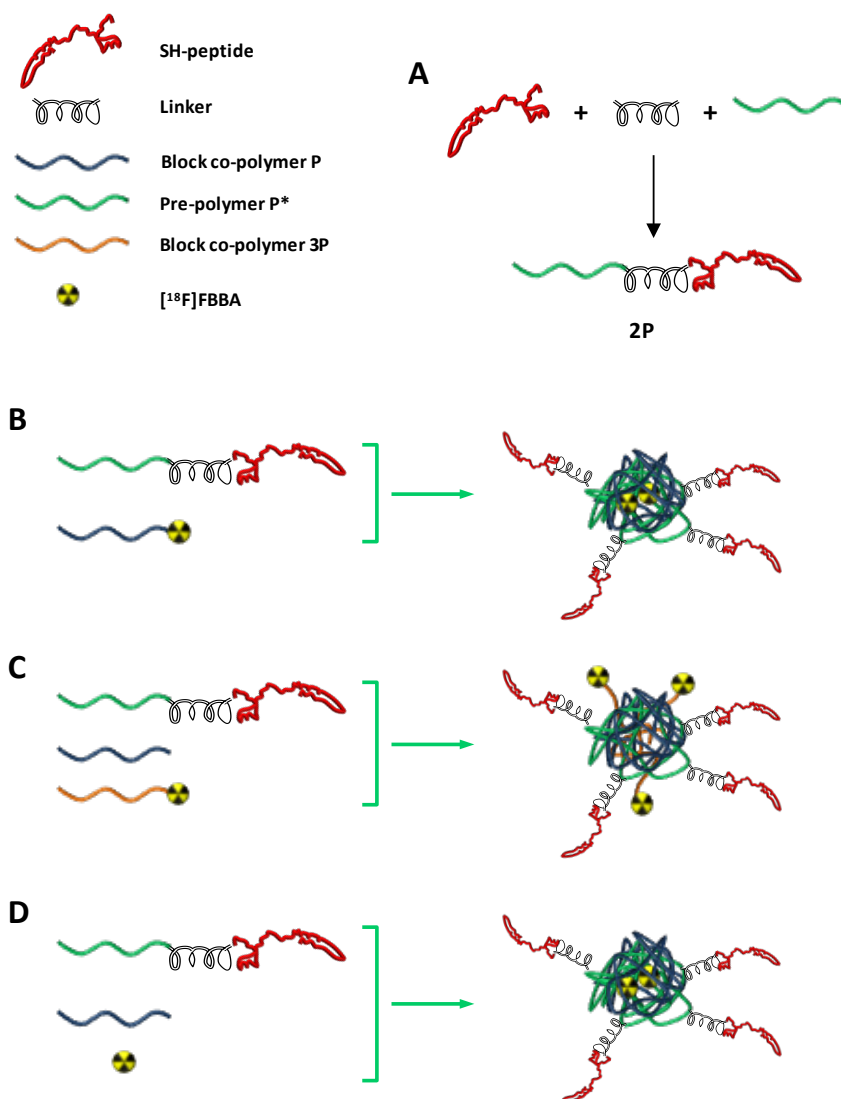 SH-peptide
Linker
Block co-polymer P
Pre-polymer P*
Block co-polymer 3P
[¹⁸F]FBBA
A
+ +
2P
B
C
D